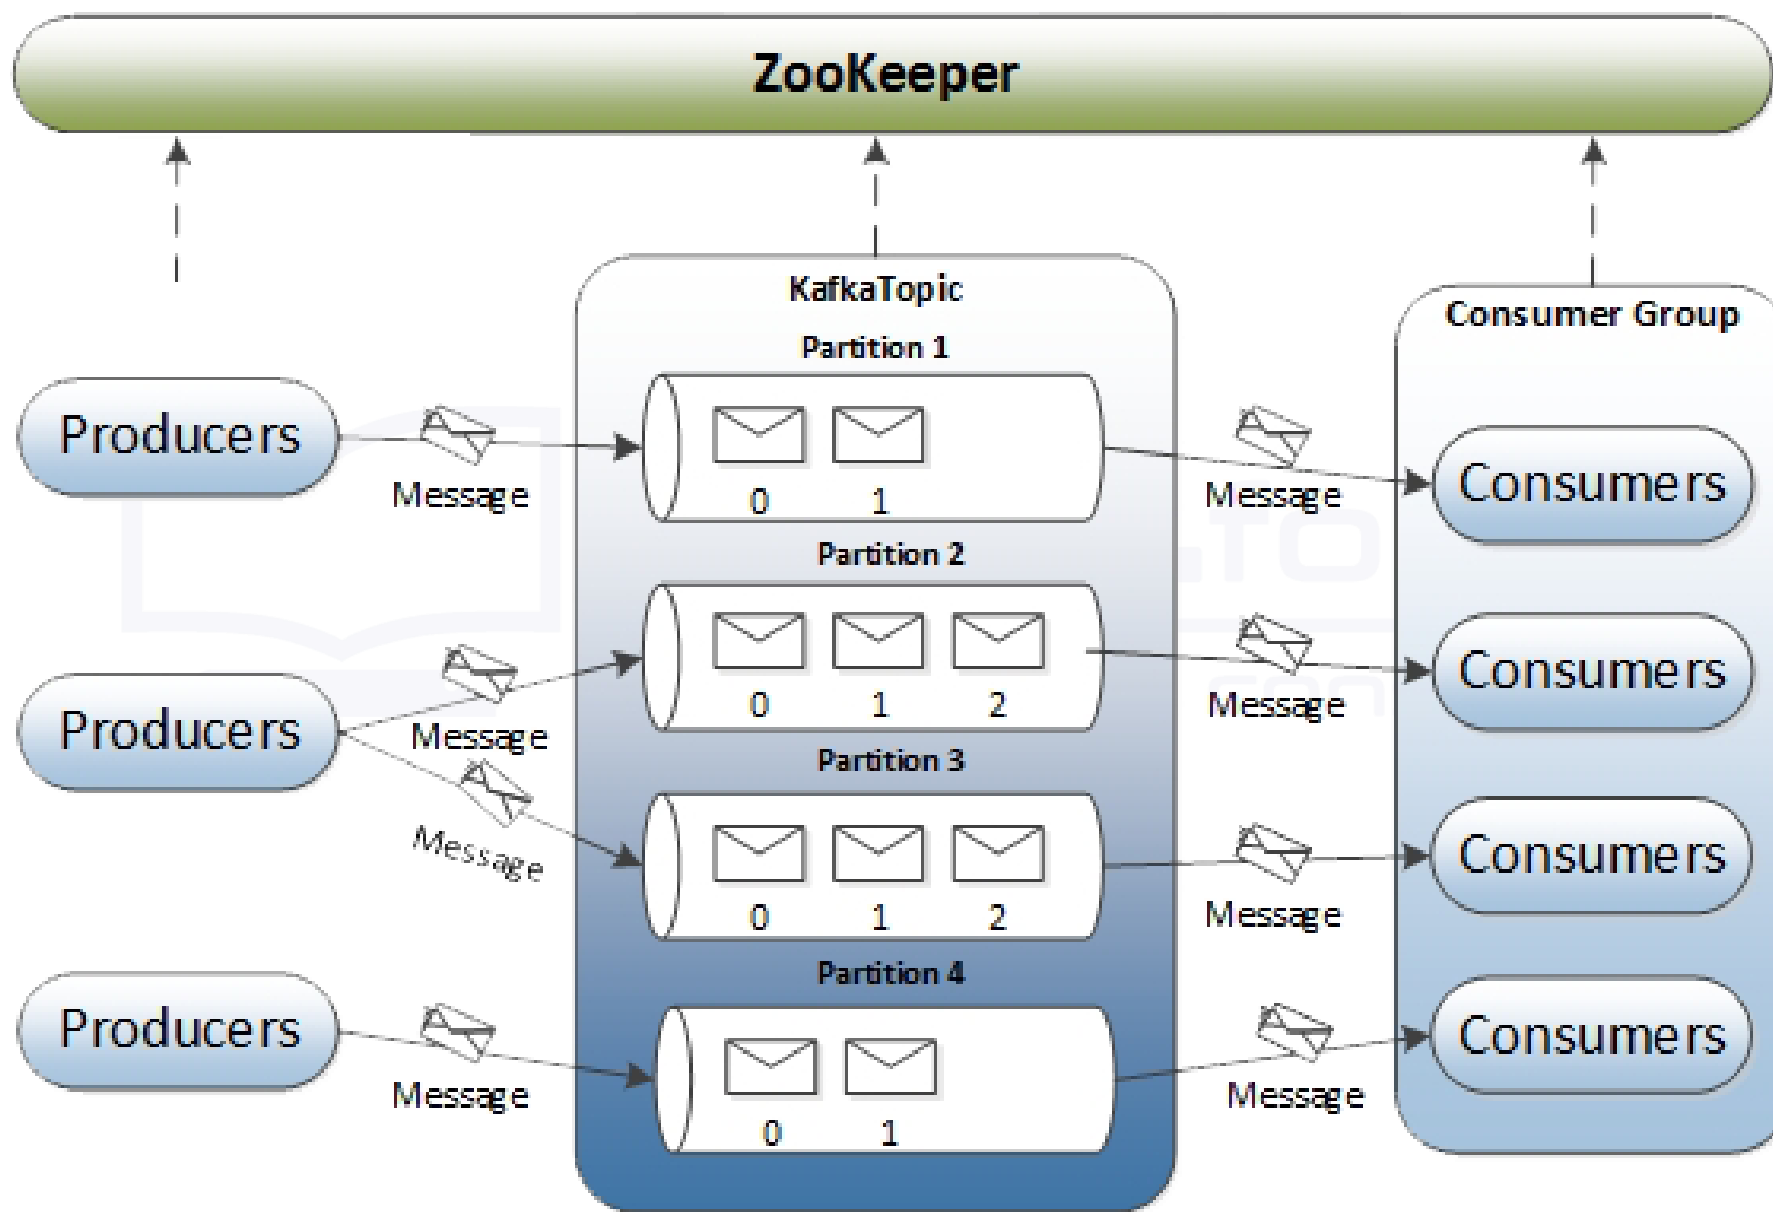 ZooKeeper
KafkaTopic
Consumer Group
Partition 1
Producers
Message
0 1
Message
Consumers
Partition 2
Producers
Message
Message
0 1 2
Message
Consumers
Partition 3
0 1 2
Message
Consumers
Partition 4
Producers
Message
0 1
Message
Consumers